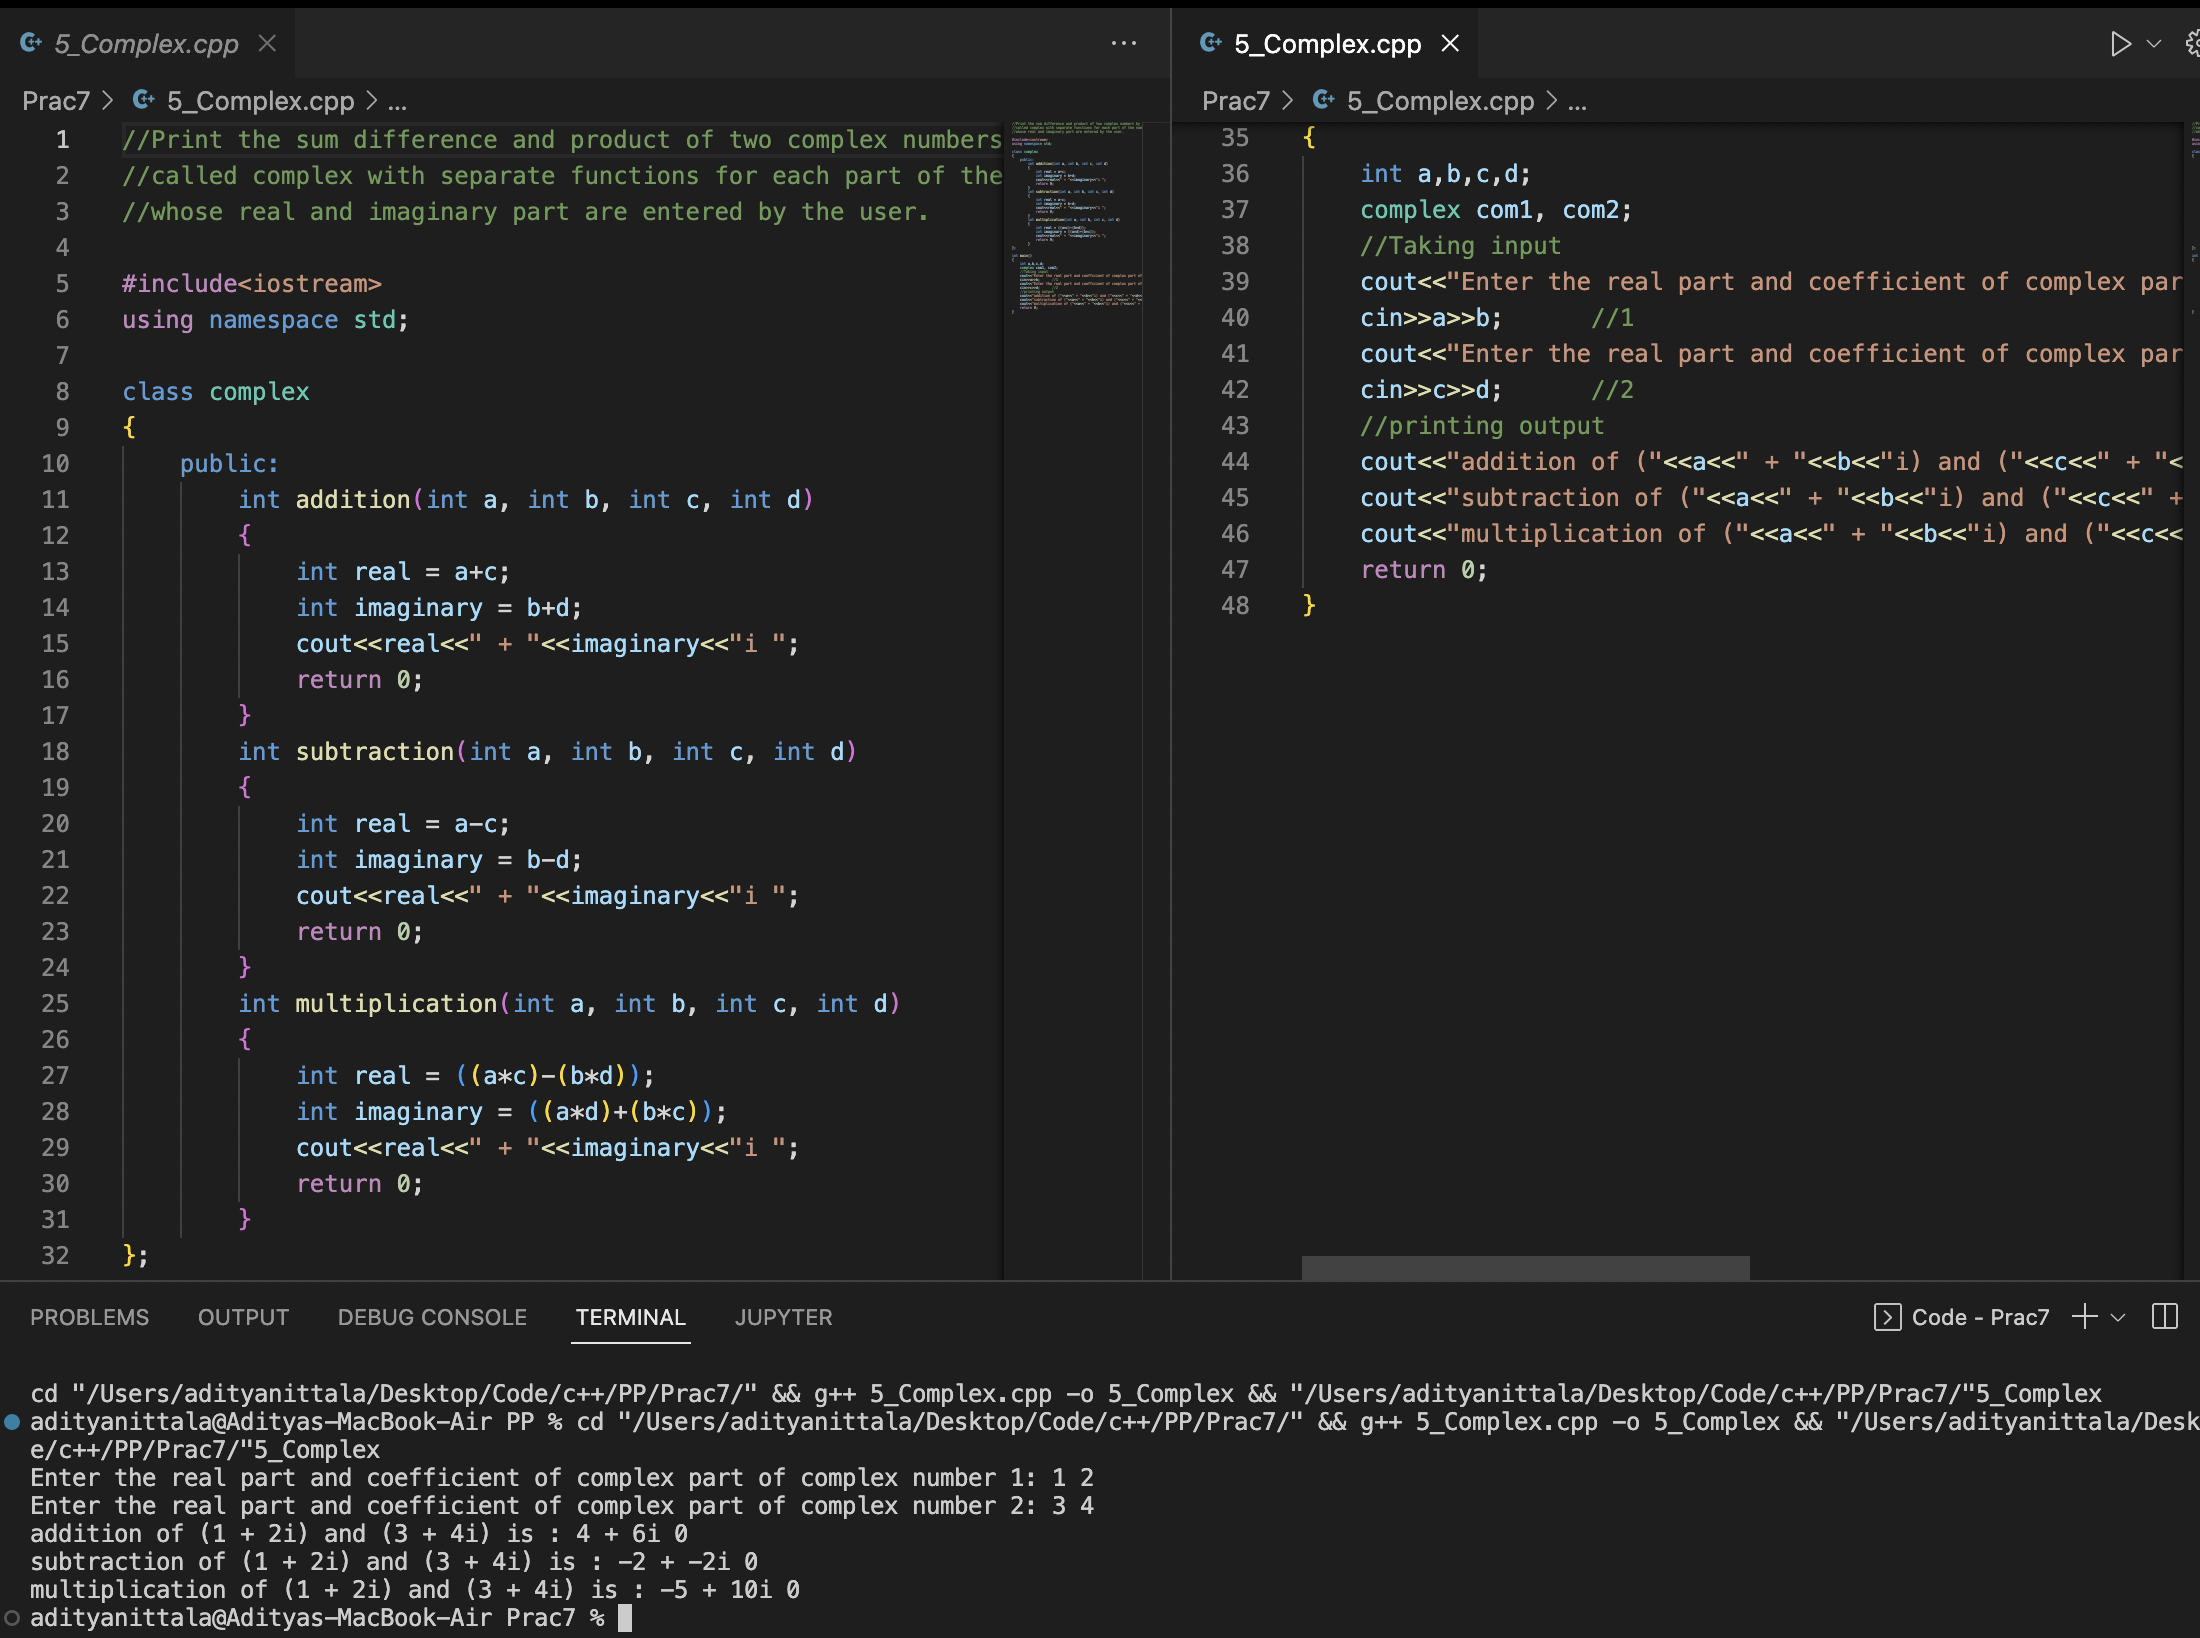 5_Complex.cpp
Prac7 > 5_Complex.cpp > ...
1 //Print the sum difference and product of two complex numbers
2 //called complex with separate functions for each part of the
3 //whose real and imaginary part are entered by the user.
4
5 #include<iostream>
6 using namespace std;
7
8 class complex
9 {
10     public:
11         int addition(int a, int b, int c, int d)
12         {
13             int real = a+c;
14             int imaginary = b+d;
15             cout<<real<<" + "<<imaginary<<"i ";
16             return 0;
17         }
18         int subtraction(int a, int b, int c, int d)
19         {
20             int real = a-c;
21             int imaginary = b-d;
22             cout<<real<<" + "<<imaginary<<"i ";
23             return 0;
24         }
25         int multiplication(int a, int b, int c, int d)
26         {
27             int real = ((a*c)-(b*d));
28             int imaginary = ((a*d)+(b*c));
29             cout<<real<<" + "<<imaginary<<"i ";
30             return 0;
31         }
32 };
5_Complex.cpp
Prac7 > 5_Complex.cpp > ...
35 {
36     int a,b,c,d;
37     complex com1, com2;
38     //Taking input
39     cout<<"Enter the real part and coefficient of complex par
40     cin>>a>>b;      //1
41     cout<<"Enter the real part and coefficient of complex par
42     cin>>c>>d;      //2
43     //printing output
44     cout<<"addition of ("<<a<<" + "<<b<<"i) and ("<<c<<" + "<
45     cout<<"subtraction of ("<<a<<" + "<<b<<"i) and ("<<c<<" +
46     cout<<"multiplication of ("<<a<<" + "<<b<<"i) and ("<<c<<
47     return 0;
48 }
PROBLEMS OUTPUT DEBUG CONSOLE TERMINAL JUPYTER Code - Prac7
cd "/Users/adityanittala/Desktop/Code/c++/PP/Prac7/" && g++ 5_Complex.cpp -o 5_Complex && "/Users/adityanittala/Desktop/Code/c++/PP/Prac7/"5_Complex
adityanittala@Adityas-MacBook-Air PP % cd "/Users/adityanittala/Desktop/Code/c++/PP/Prac7/" && g++ 5_Complex.cpp -o 5_Complex && "/Users/adityanittala/Desk
e/c++/PP/Prac7/"5_Complex
Enter the real part and coefficient of complex part of complex number 1: 1 2
Enter the real part and coefficient of complex part of complex number 2: 3 4
addition of (1 + 2i) and (3 + 4i) is : 4 + 6i 0
subtraction of (1 + 2i) and (3 + 4i) is : -2 + -2i 0
multiplication of (1 + 2i) and (3 + 4i) is : -5 + 10i 0
adityanittala@Adityas-MacBook-Air Prac7 %